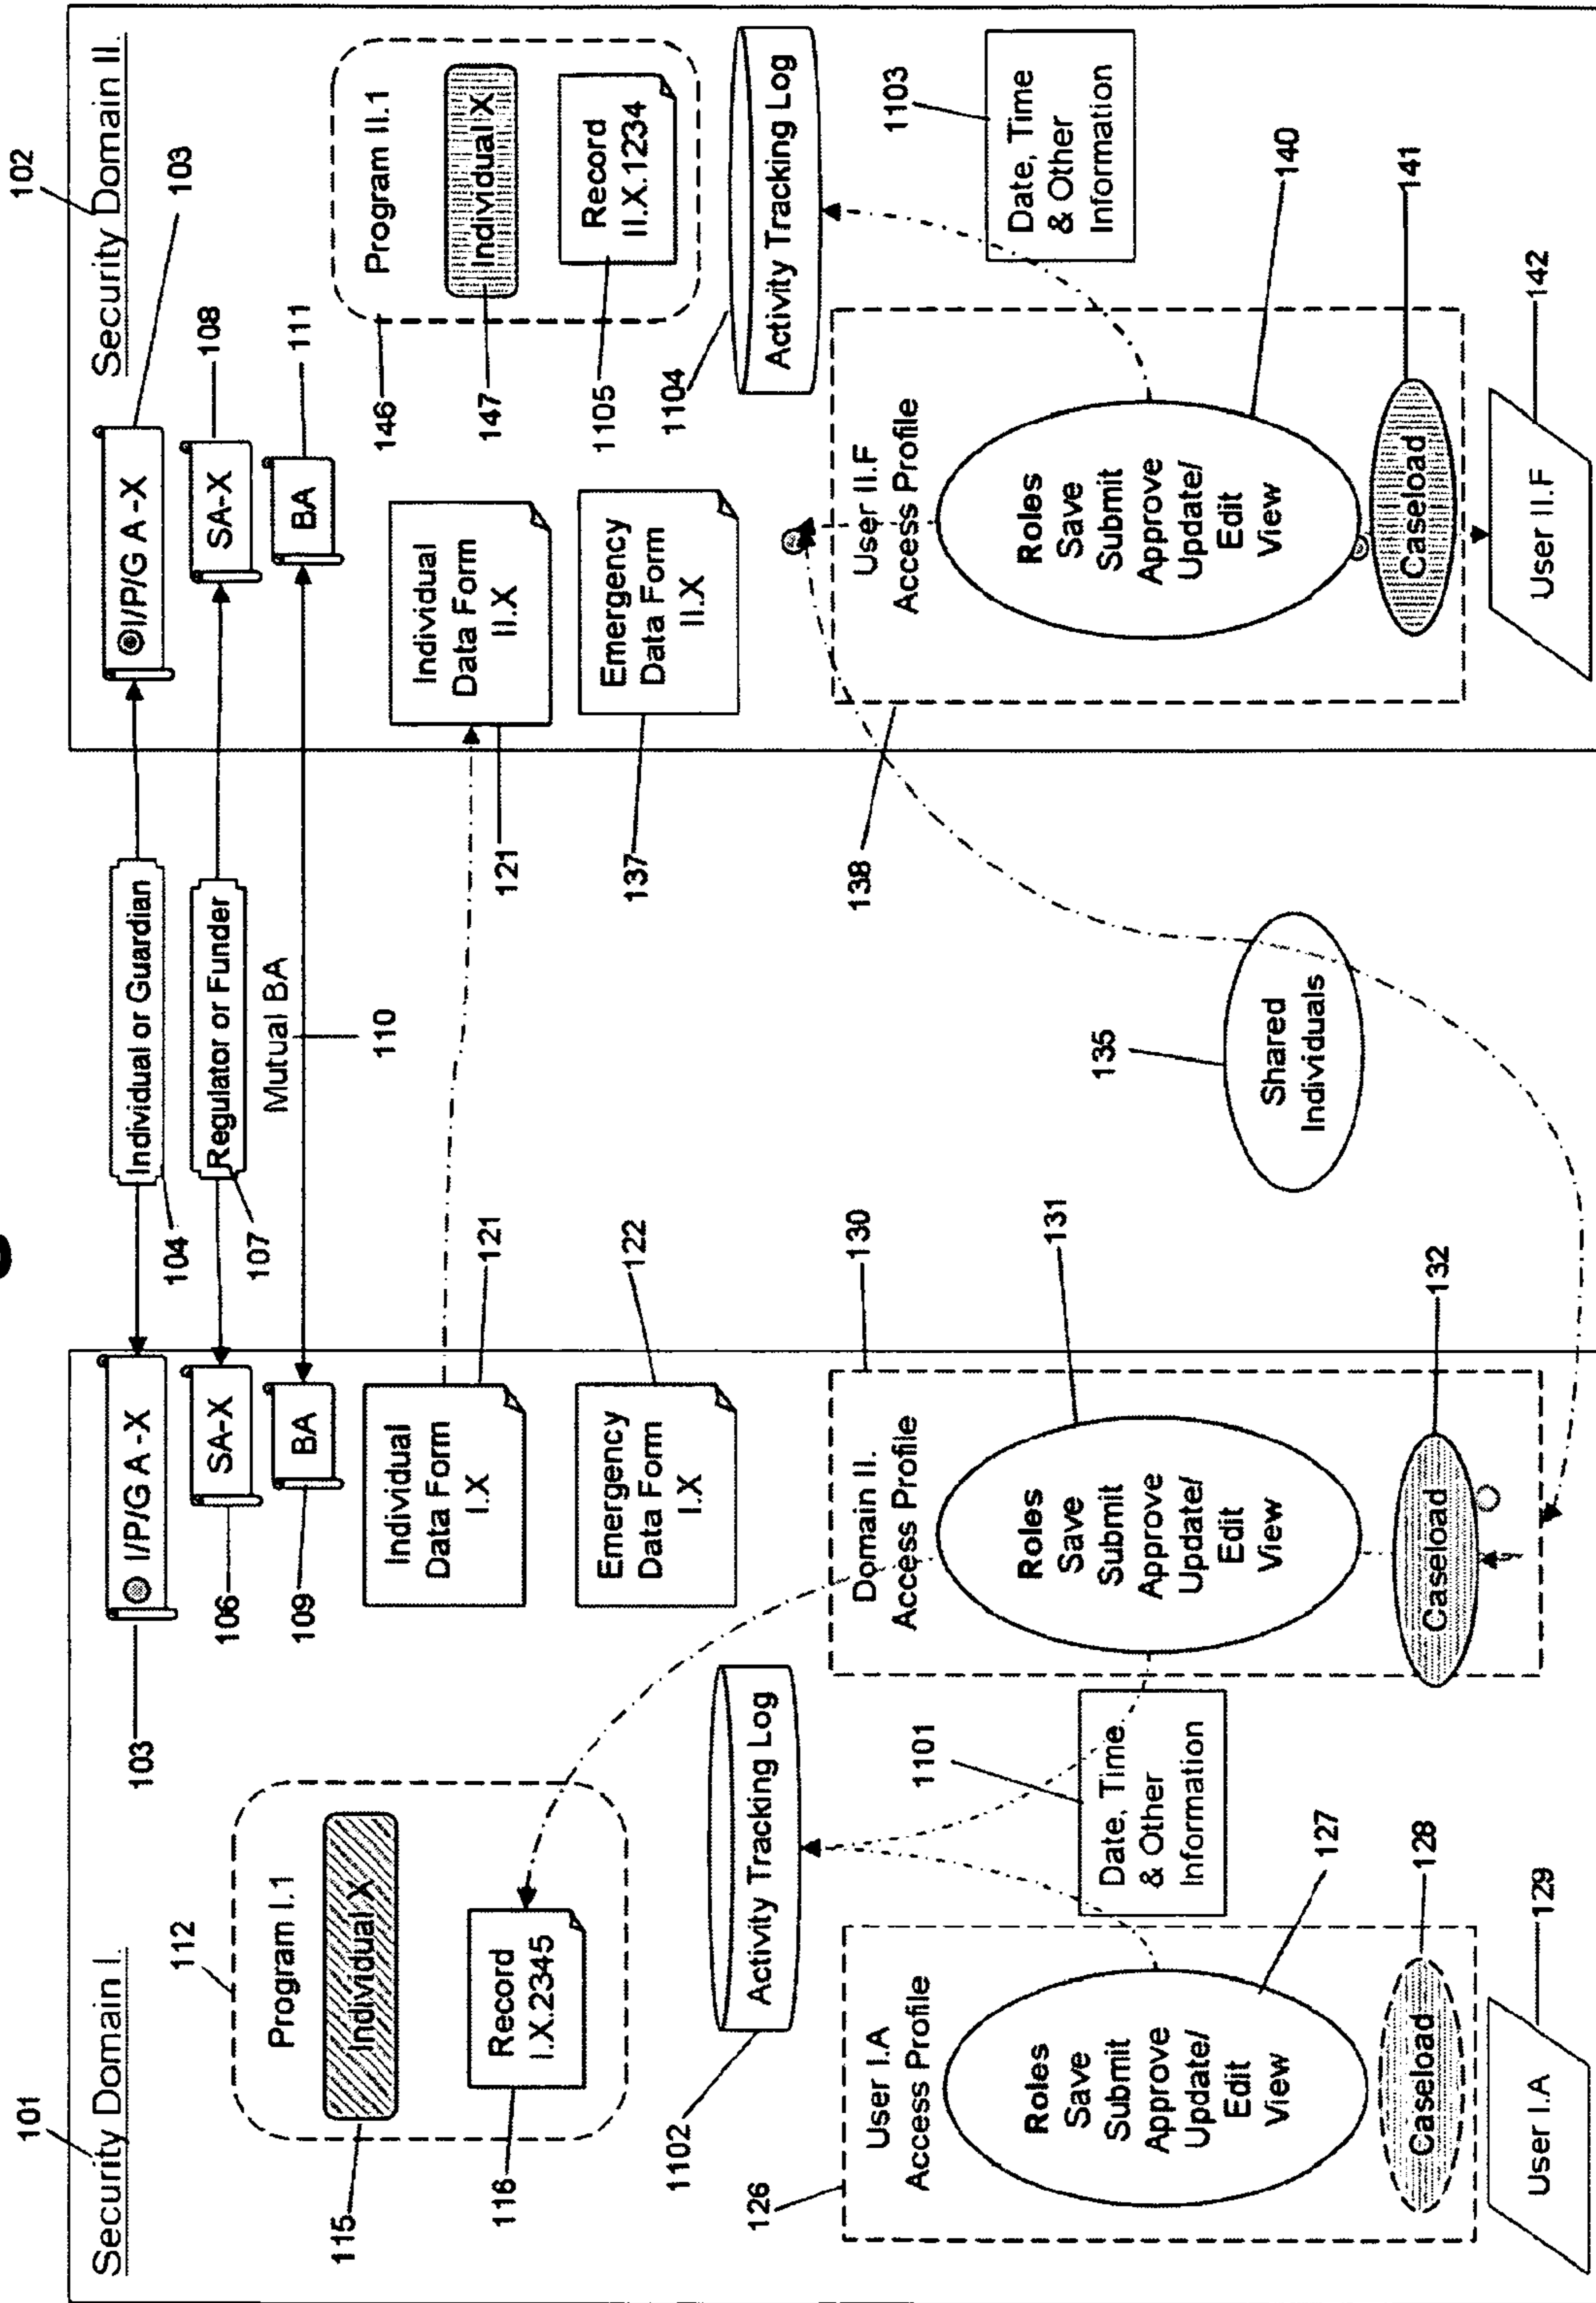 101
Security Domain I.
112
Program I.1
Individual X
115
Record
I.X.2345
116
1102
Activity Tracking Log
126
User I.A
Access Profile
Roles
Save
Submit
Approve
Update/
Edit
View
127
Caseload
128
User I.A
129
1101
Date, Time
& Other
Information
103
I/P/G A -X
SA-X
106
BA
109
Individual
Data Form
I.X
121
Emergency
Data Form
I.X
122
130
Domain II.
Access Profile
Roles
Save
Submit
Approve
Update/
Edit
View
131
Caseload
132
Individual or Guardian
104
Regulator or Funder
107
Mutual BA
110
135
Shared
Individuals
102
Security Domain II.
I/P/G A -X
103
SA-X
108
BA
111
Individual
Data Form
II.X
121
Emergency
Data Form
II.X
137
Program II.1
146
Individual X
147
Record
II.X.1234
1105
1104
Activity Tracking Log
1103
Date, Time
& Other
Information
138
User II.F
Access Profile
Roles
Save
Submit
Approve
Update/
Edit
View
140
Caseload
141
User II.F
142